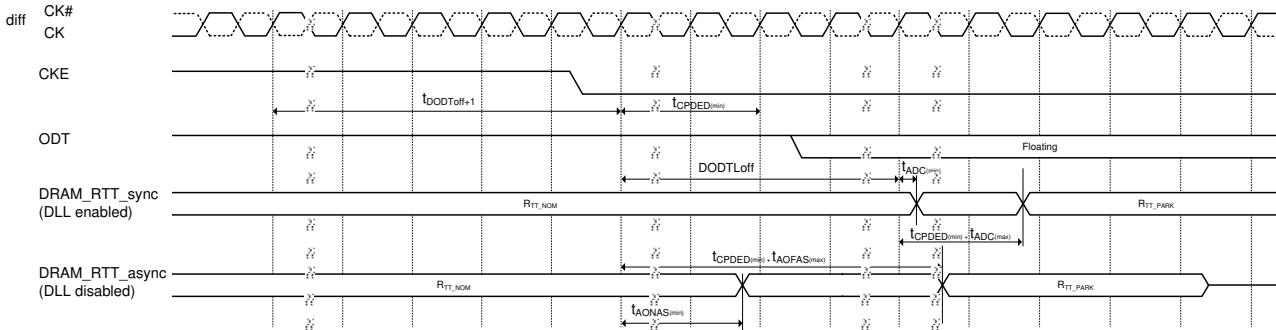 diff CK#
CK
CKE
tDODToff+1
tCPDED(min)
ODT
Floating
DODTLoff
tADC(min)
DRAM_RTT_sync
(DLL enabled)
RTT_NOM
RTT_PARK
tCPDED(min) + tADC(max)
tCPDED(min) + tAOFAS(max)
DRAM_RTT_async
(DLL disabled)
RTT_NOM
RTT_PARK
tAONAS(min)